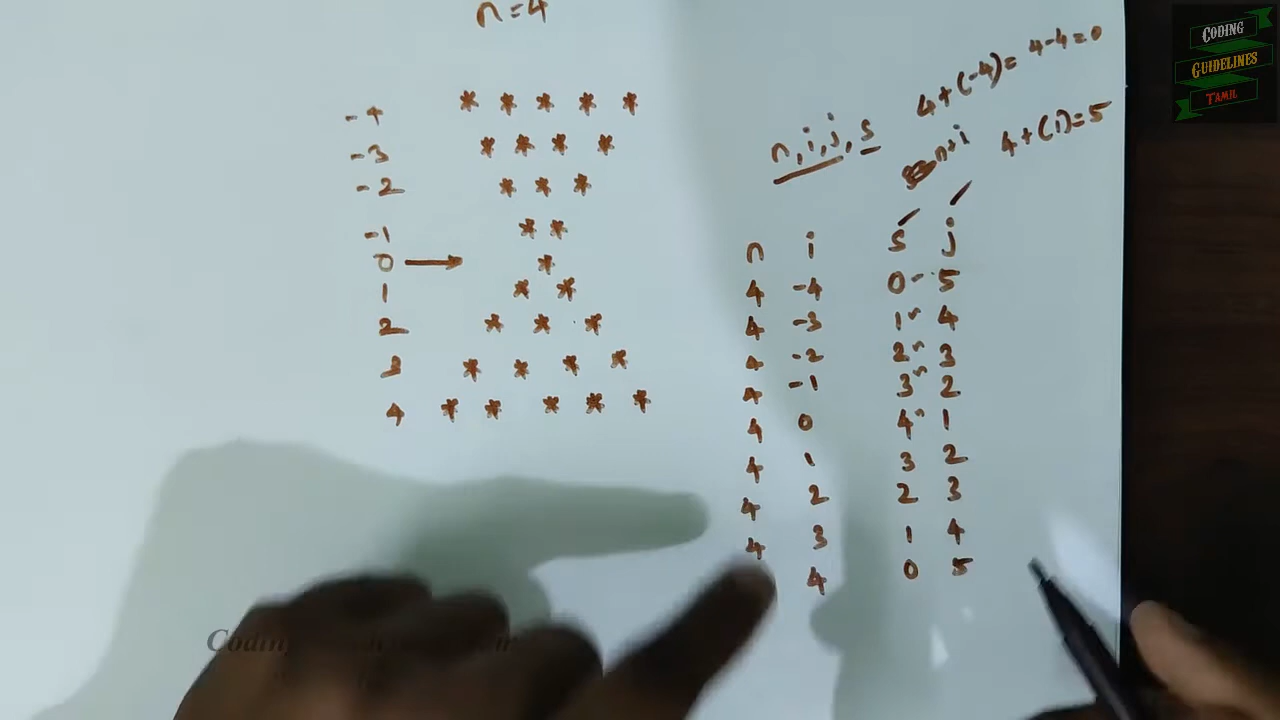 n=4
-4 * * * * *
-3 * * * *
-2 * * *
-1 * *
0 → *
1 * *
2 * * *
3 * * * *
4 * * * * *
4+(-4)= 4-4=0
4+(1)=5
n, i, j, s
n+i
n i s j
4 -4 0 5
4 -3 1 4
4 -2 2 3
4 -1 3 2
4 0 4 1
4 1 3 2
4 2 2 3
4 3 1 4
4 0 5
CODING
GUIDELINES
TAMIL